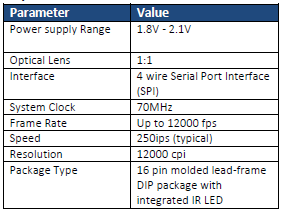 Parameter Value
Power supply Range 1.8V - 2.1V
Optical Lens 1:1
Interface 4 wire Serial Port Interface
(SPI)
System Clock 70MHz
Frame Rate Up to 12000 fps
Speed 250ips (typical)
Resolution 12000 cpi
Package Type 16 pin molded lead-frame
DIP package with
integrated IR LED